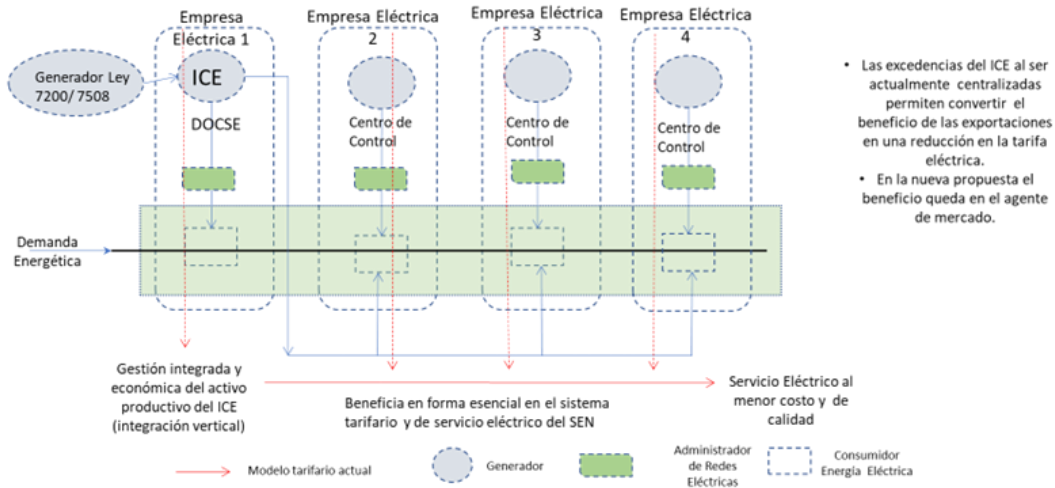 Empresa
Eléctrica 1
Empresa Eléctrica
2
Empresa Eléctrica
3
Empresa Eléctrica
4
Generador Ley
7200/ 7508
ICE
DOCSE
Centro de
Control
Centro de
Control
Centro de
Control
Demanda
Energética
• Las excedencias del ICE al ser
actualmente centralizadas
permiten convertir el
beneficio de las exportaciones
en una reducción en la tarifa
eléctrica.
• En la nueva propuesta el
beneficio queda en el agente
de mercado.
Gestión integrada y
económica del activo
productivo del ICE
(integración vertical)
Beneficia en forma esencial en el sistema
tarifario y de servicio eléctrico del SEN
Servicio Eléctrico al
menor costo y de
calidad
Modelo tarifario actual
Generador
Administrador
de Redes
Eléctricas
Consumidor
Energía Eléctrica